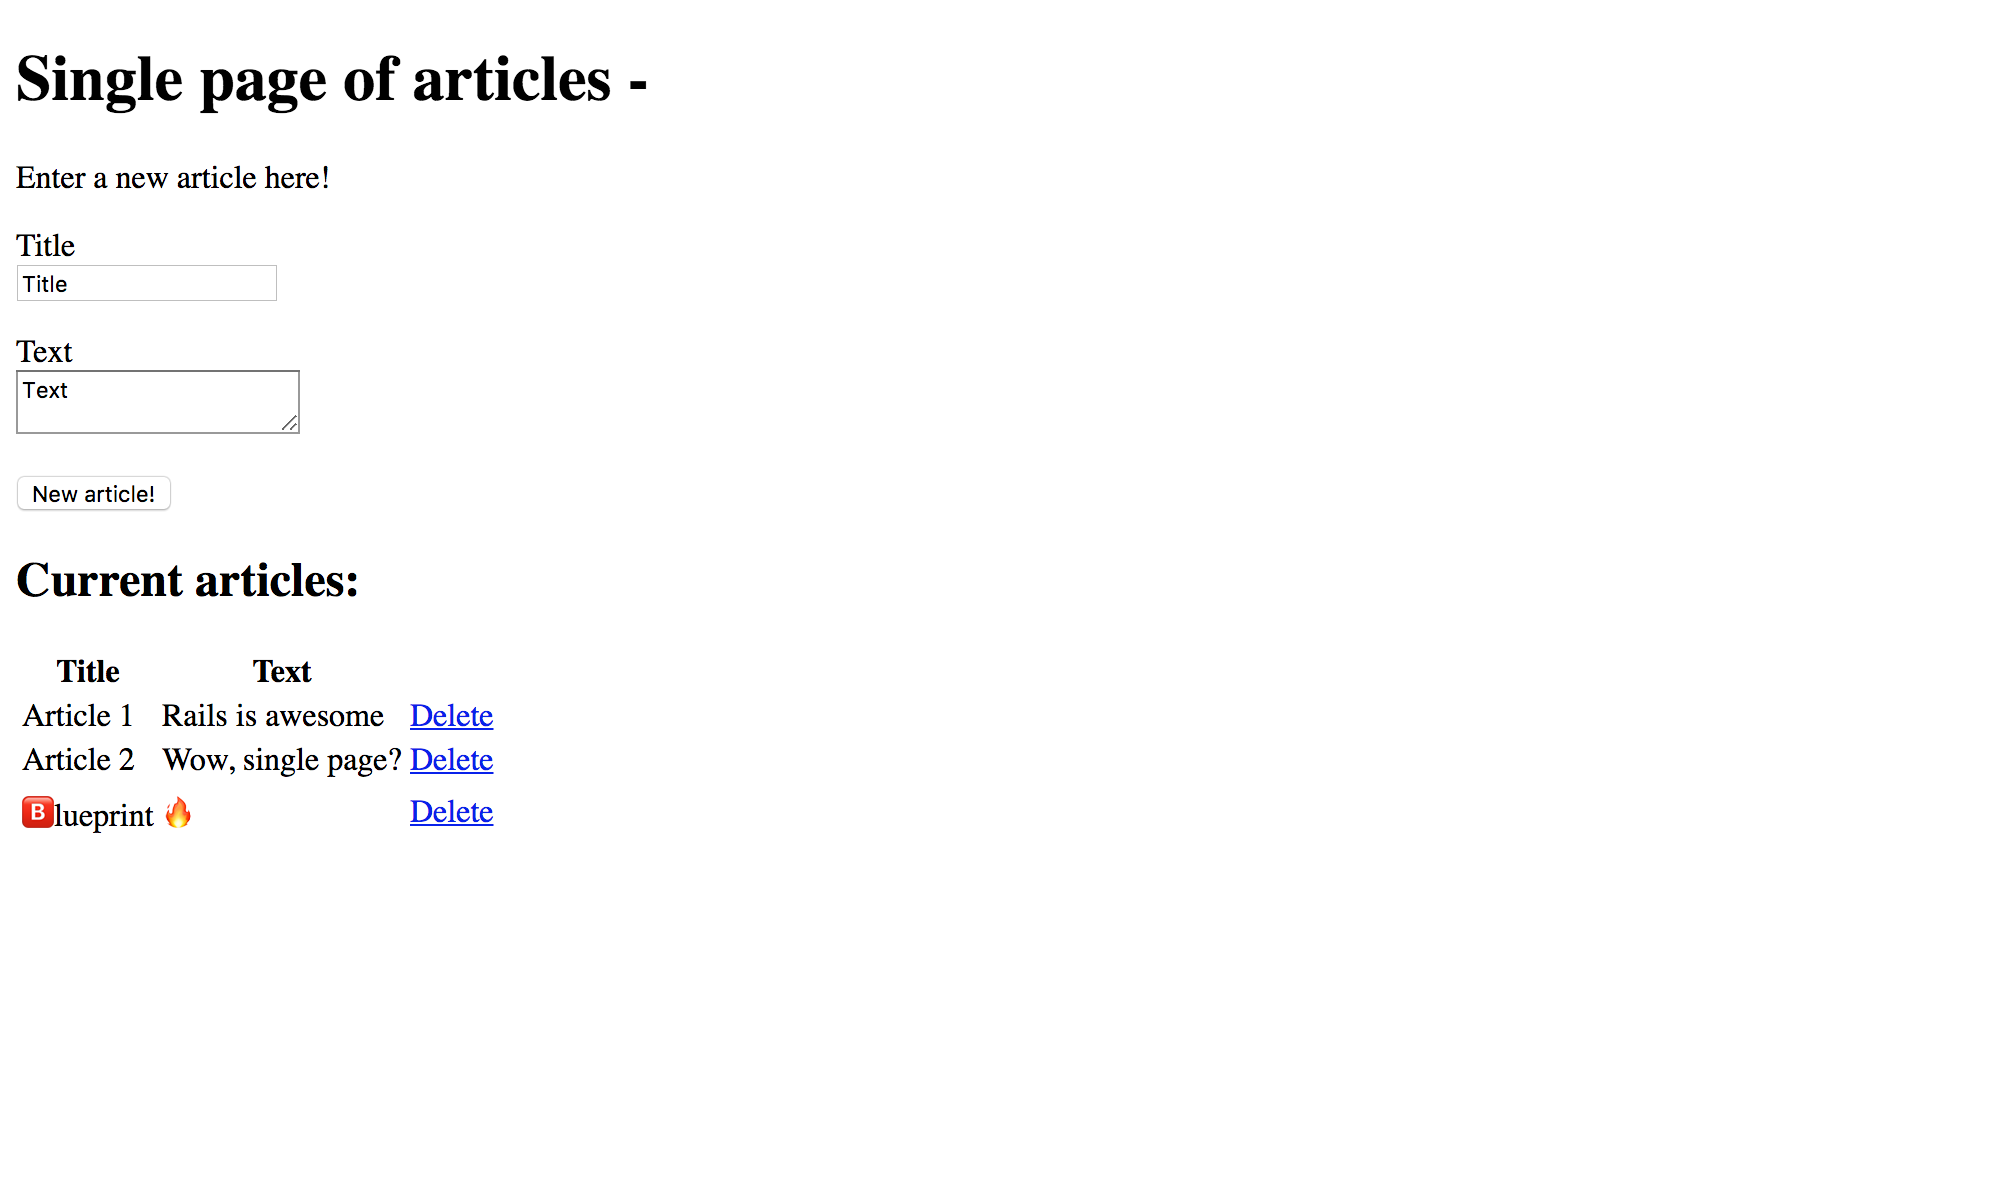 Single page of articles -
Enter a new article here!
Title
Title
Text
Text
New article!
Current articles:
Title Text
Article 1 Rails is awesome Delete
Article 2 Wow, single page? Delete
🅱️lueprint 🔥 Delete